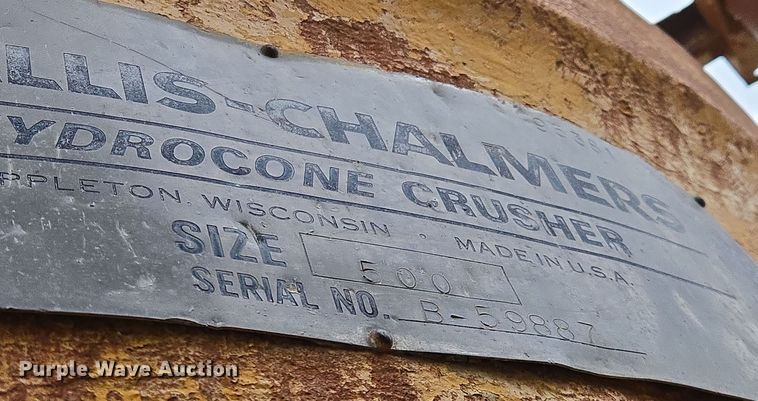 LLIS-CHALMERS
YDROCONE CRUSHER
PPLETON, WISCONSIN • MADE IN U.S.A.
SIZE 500
SERIAL NO. B-59887
Purple Wave Auction